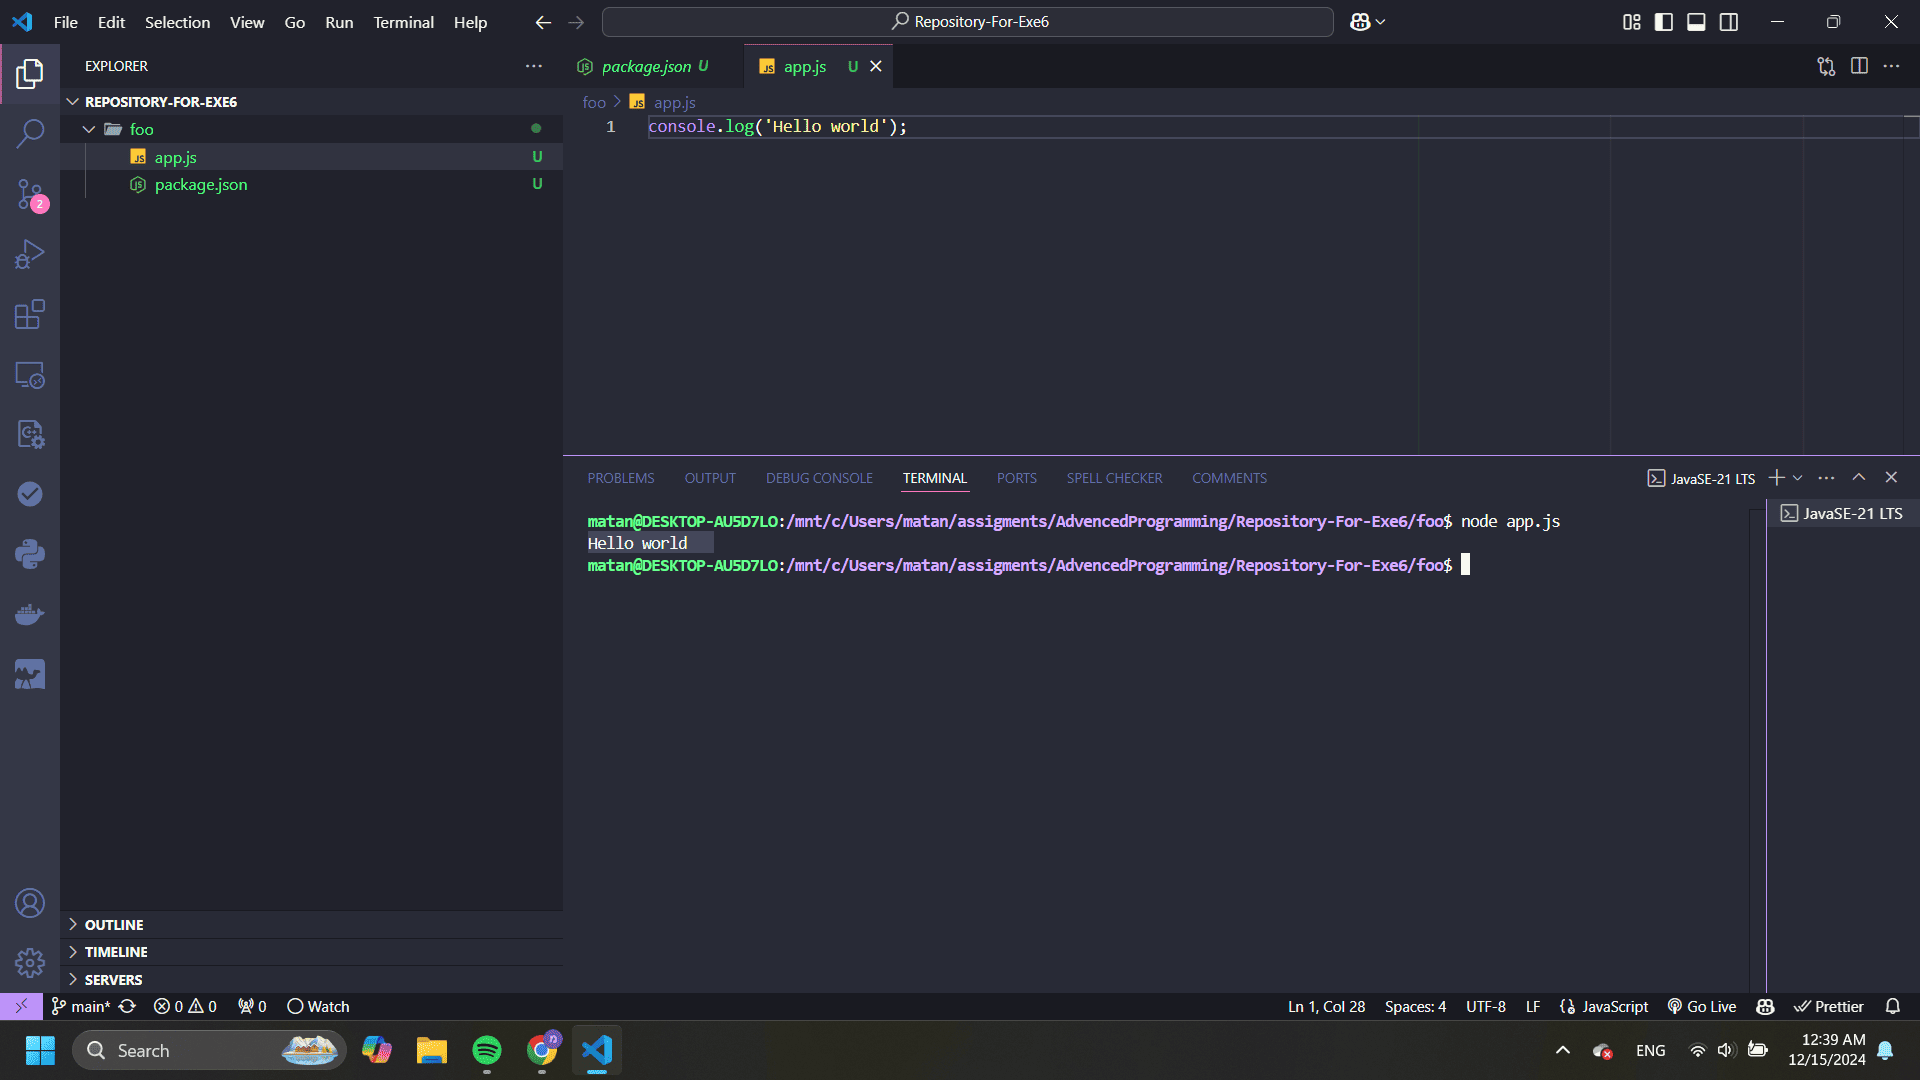 File Edit Selection View Go Run Terminal Help
Repository-For-Exe6
EXPLORER
package.json U
app.js U
REPOSITORY-FOR-EXE6
foo > JS app.js
foo
1 console.log('Hello world');
JS app.js U
package.json U
2
PROBLEMS OUTPUT DEBUG CONSOLE TERMINAL PORTS SPELL CHECKER COMMENTS
JavaSE-21 LTS
JavaSE-21 LTS
matan@DESKTOP-AU5D7LO:/mnt/c/Users/matan/assigments/AdvencedProgramming/Repository-For-Exe6/foo$ node app.js
Hello world
matan@DESKTOP-AU5D7LO:/mnt/c/Users/matan/assigments/AdvencedProgramming/Repository-For-Exe6/foo$
OUTLINE
TIMELINE
SERVERS
main* 0 0 0 Watch
Ln 1, Col 28 Spaces: 4 UTF-8 LF JavaScript Go Live Prettier
Search
ENG
12:39 AM
12/15/2024